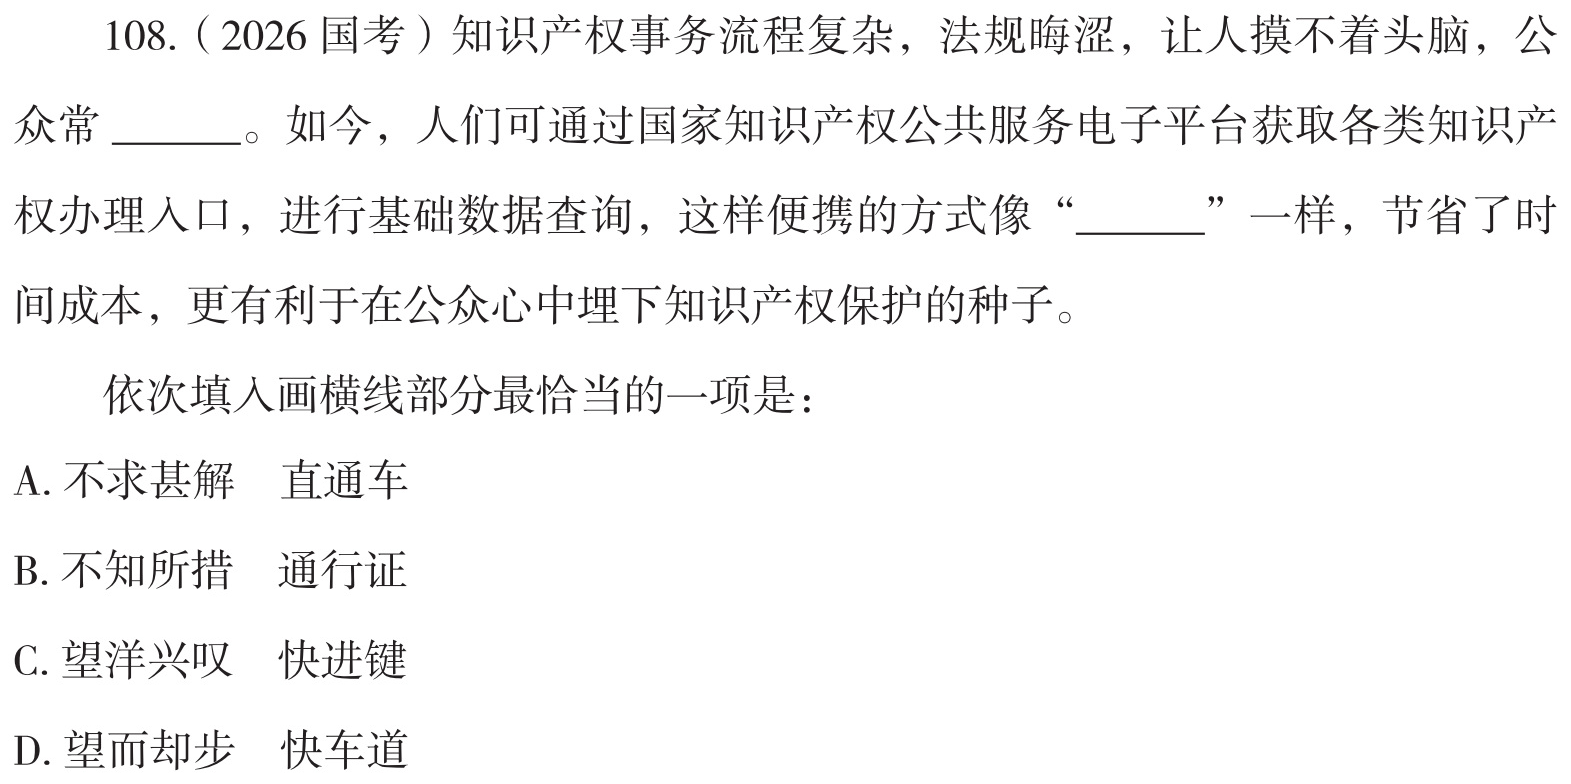 108.（2026国考）知识产权事务流程复杂，法规晦涩，让人摸不着头脑，公
众常______。如今，人们可通过国家知识产权公共服务电子平台获取各类知识产
权办理入口，进行基础数据查询，这样便携的方式像“______”一样，节省了时
间成本，更有利于在公众心中埋下知识产权保护的种子。
依次填入画横线部分最恰当的一项是：
A. 不求甚解　直通车
B. 不知所措　通行证
C. 望洋兴叹　快进键
D. 望而却步　快车道